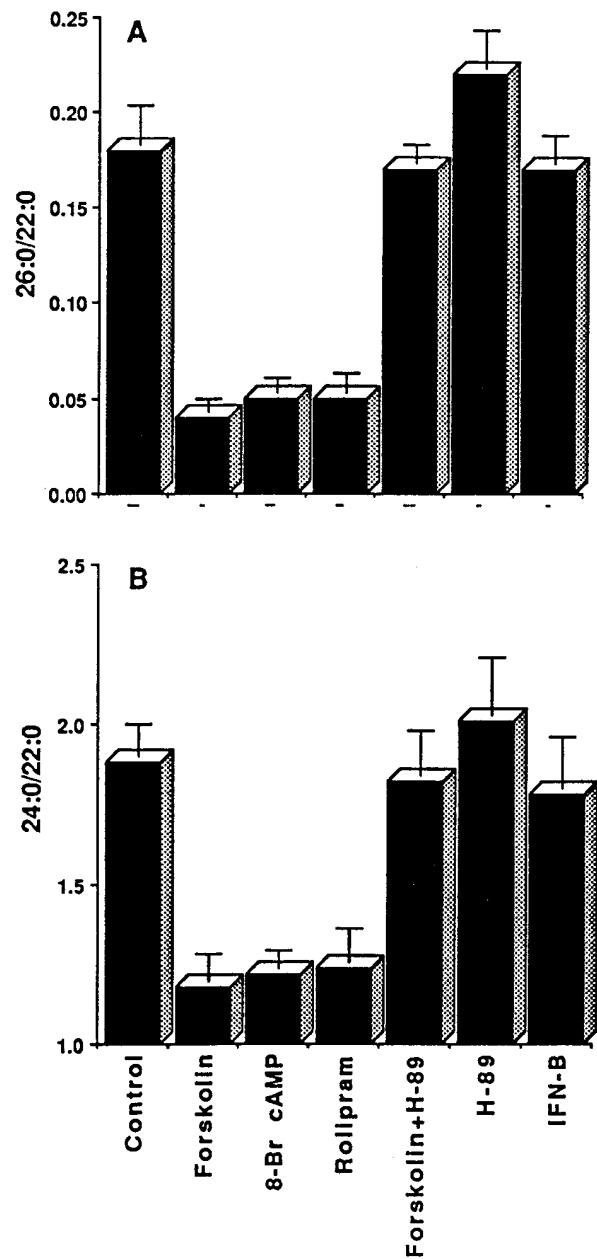 A
0.25
0.20
0.15
0.10
0.05
0.00
26:0/22:0
B
2.5
2.0
1.5
1.0
24:0/22:0
Control
Forskolin
8-Br cAMP
Rolipram
Forskolin+H-89
H-89
IFN-B